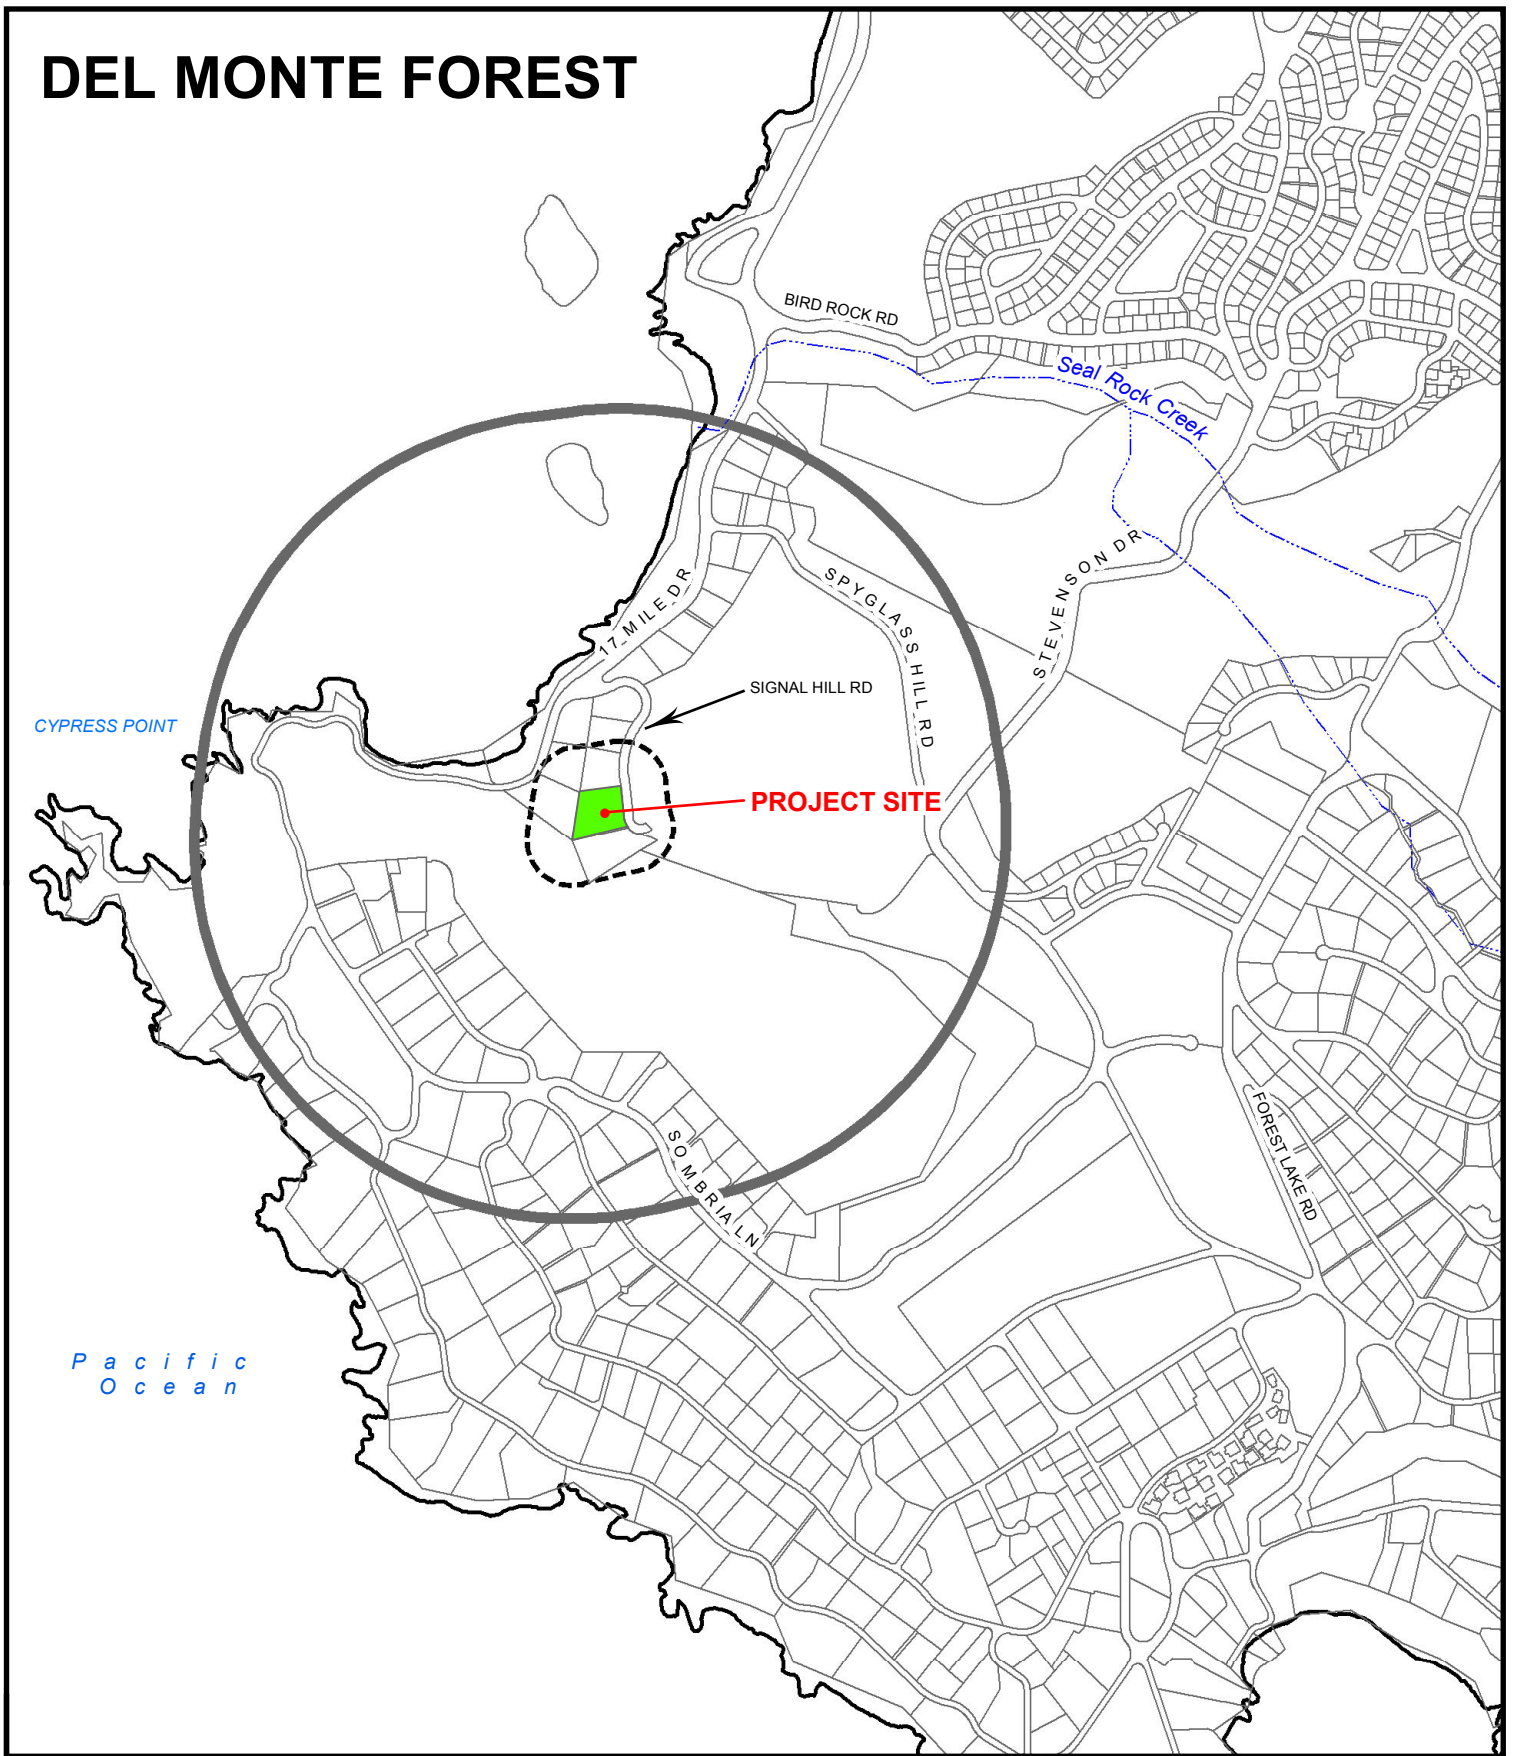 DEL MONTE FOREST
BIRD ROCK RD
Seal Rock Creek
STEVENSON DR
SPYGLASS HILL RD
17 MILE DR
SIGNAL HILL RD
CYPRESS POINT
PROJECT SITE
FOREST LAKE RD
SOMBRIA LN
Pacific
Ocean